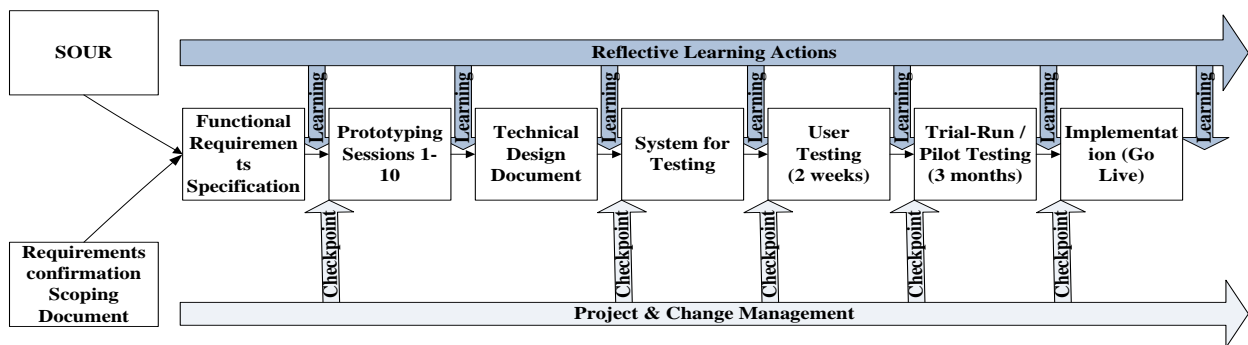 SOUR
Reflective Learning Actions
Learning
Learning
Learning
Learning
Learning
Learning
Learning
Functional
Requiremen
ts
Specification
Prototyping
Sessions 1-
10
Technical
Design
Document
System for
Testing
User
Testing
(2 weeks)
Trial-Run /
Pilot Testing
(3 months)
Implementat
ion (Go
Live)
Requirements
confirmation
Scoping
Document
Checkpoint
Checkpoint
Checkpoint
Checkpoint
Checkpoint
Project & Change Management